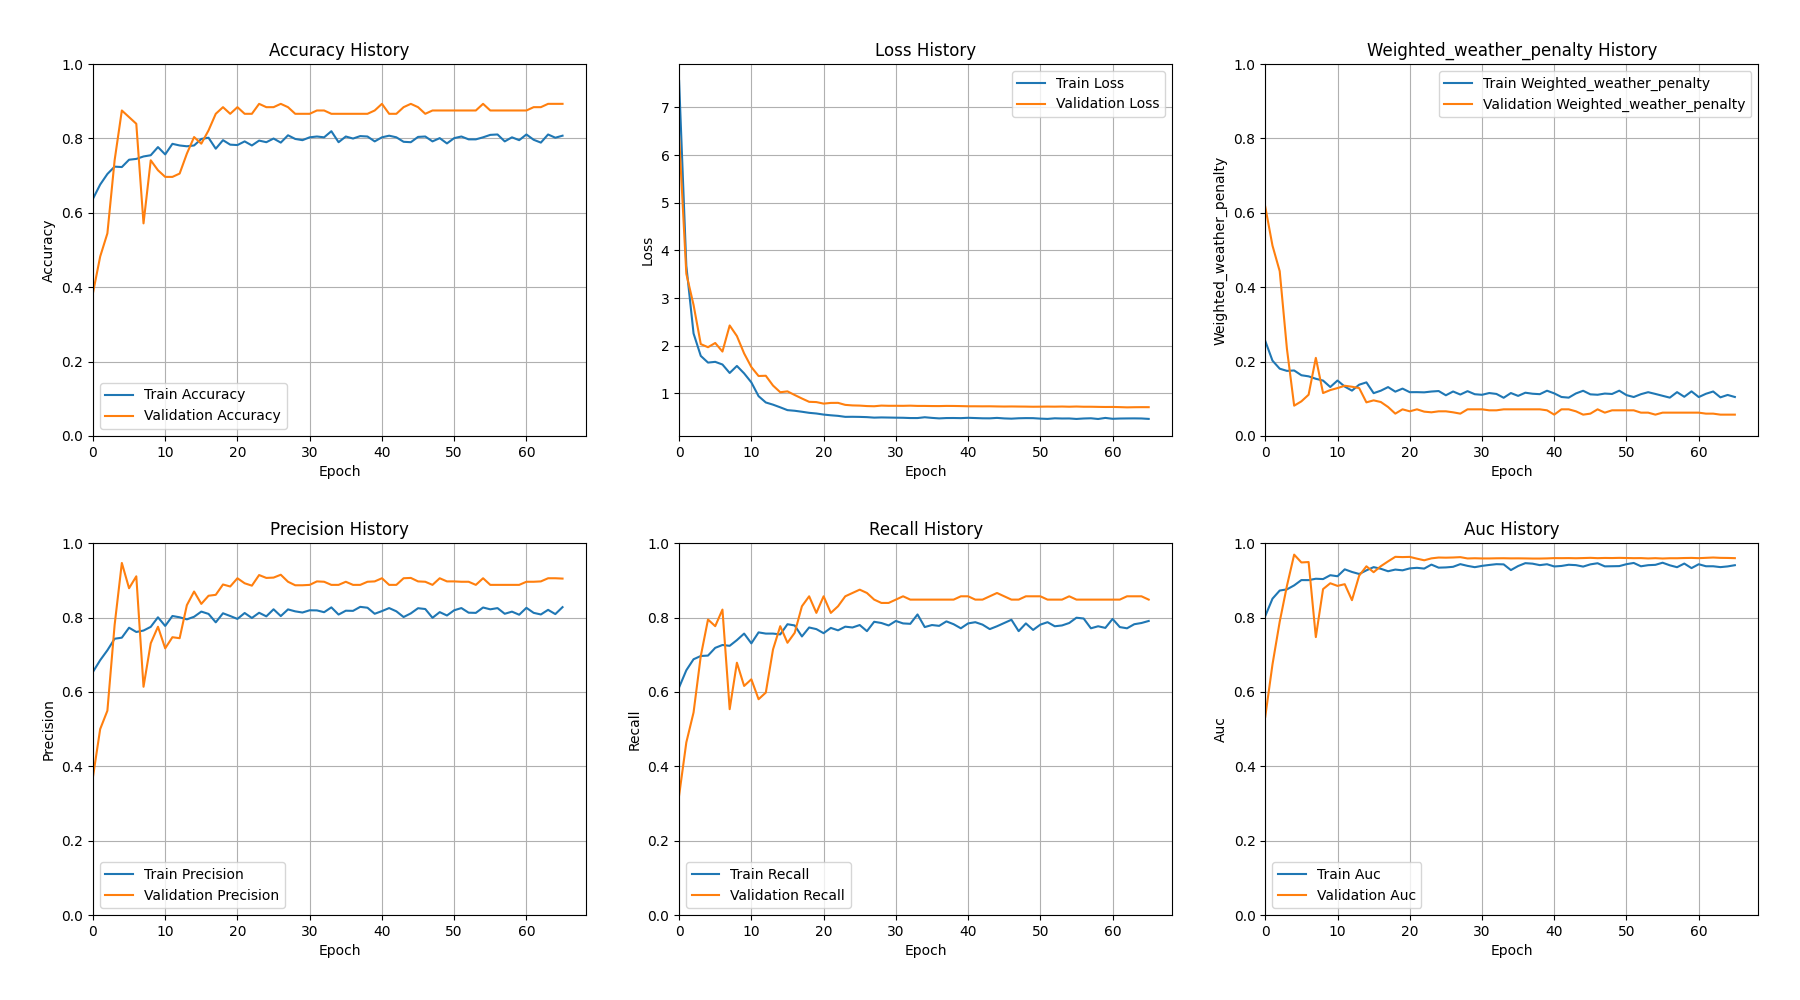 Accuracy History
Accuracy
1.0
0.8
0.6
0.4
0.2
0.0
Train Accuracy
Validation Accuracy
0 10 20 30 40 50 60
Epoch
Loss History
Loss
7
6
5
4
3
2
1
Train Loss
Validation Loss
0 10 20 30 40 50 60
Epoch
Weighted_weather_penalty History
Weighted_weather_penalty
1.0
0.8
0.6
0.4
0.2
0.0
Train Weighted_weather_penalty
Validation Weighted_weather_penalty
0 10 20 30 40 50 60
Epoch
Precision History
Precision
1.0
0.8
0.6
0.4
0.2
0.0
Train Precision
Validation Precision
0 10 20 30 40 50 60
Epoch
Recall History
Recall
1.0
0.8
0.6
0.4
0.2
0.0
Train Recall
Validation Recall
0 10 20 30 40 50 60
Epoch
Auc History
Auc
1.0
0.8
0.6
0.4
0.2
0.0
Train Auc
Validation Auc
0 10 20 30 40 50 60
Epoch